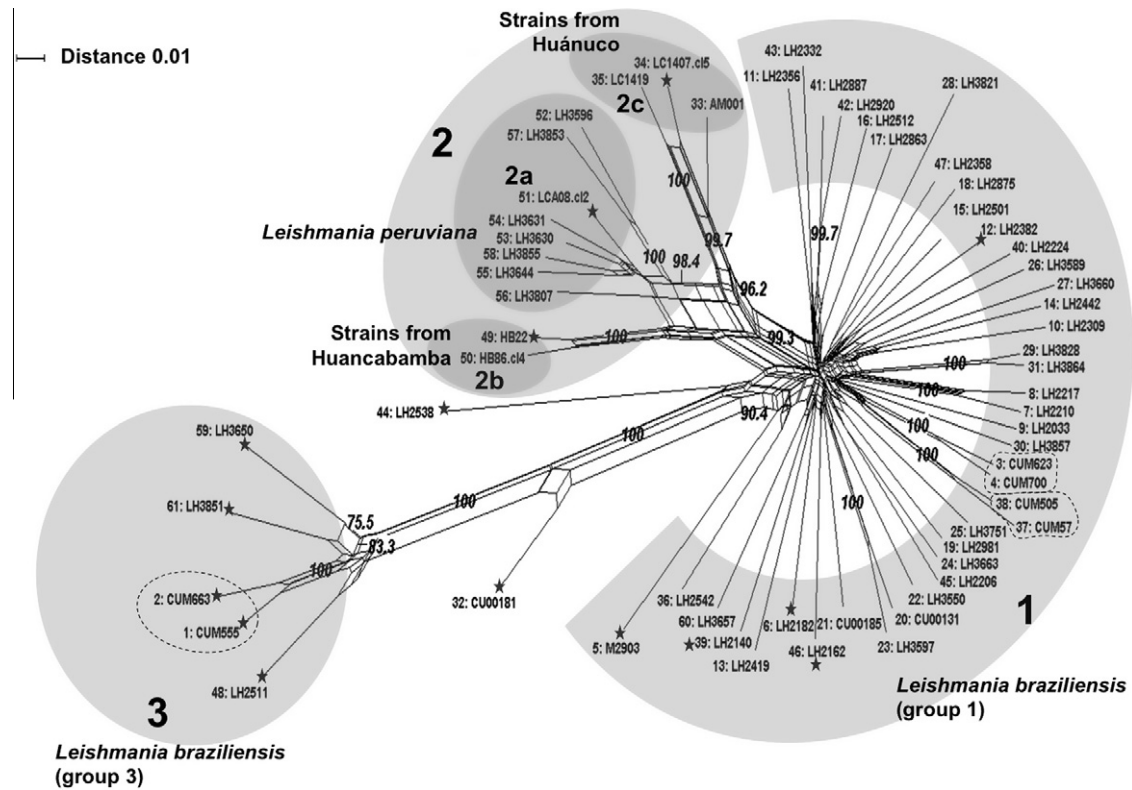 Distance 0.01
Strains from
Huánuco
34: LC1407.cl5
35: LC1419
2c
33: AM001
52: LH3596
57: LH3853
2
2a
51: LCA08.cl2
54: LH3631
53: LH3630
58: LH3855
55: LH3644
56: LH3807
Leishmania peruviana
Strains from
Huancabamba
49: HB22
50: HB86.cl4
2b
100
99.7
100
98.4
96.2
100
99.3
99.7
43: LH2332
11: LH2356
41: LH2887
42: LH2920
16: LH2512
17: LH2863
28: LH3821
47: LH2358
18: LH2875
15: LH2501
12: LH2382
40: LH2224
26: LH3589
27: LH3660
14: LH2442
10: LH2309
29: LH3828
31: LH3864
8: LH2217
7: LH2210
9: LH2033
30: LH3857
3: CUM623
4: CUM700
38: CUM505
37: CUM57
100
100
100
100
100
25: LH3751
19: LH2981
24: LH3663
45: LH2206
22: LH3550
20: CU00131
23: LH3597
21: CU00185
46: LH2162
6: LH2182
13: LH2419
39: LH2140
60: LH3657
36: LH2542
5: M2903
1
Leishmania braziliensis
(group 1)
44: LH2538
90.4
100
100
32: CU00181
59: LH3650
61: LH3851
75.5
83.3
100
2: CUM663
1: CUM555
48: LH2511
3
Leishmania braziliensis
(group 3)